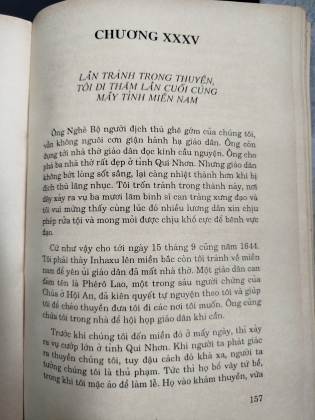 CHƯƠNG XXXV
LẨN TRÁNH TRONG THUYỀN,
TÔI ĐI THĂM LẦN CUỐI CÙNG
MẤY TỈNH MIỀN NAM
Ông Nghè Bộ người địch thủ ghê gớm của chúng tôi,
vẫn không nguôi cơn giận hành hạ giáo dân. Ông còn
đụng tới nhà thờ giáo dân đọc kinh cầu nguyện. Ông cho
phá ba nhà thờ rất đẹp ở tỉnh Qui Nhơn. Nhưng giáo dân
không bớt lòng sốt sắng, lại càng nhiệt thành hơn khi bị
địch thủ lăng nhục. Tôi trốn tránh trong thành này, nơi
đây xảy ra vụ ba mươi lăm binh sĩ can tràng xưng đạo và
tôi vui mừng thấy cùng lúc đó nhiều lương dân xin chịu
phép rửa tội và mong mỏi được chịu khổ cực để bênh vực
đạo.
Cứ như vậy cho tới ngày 15 tháng 9 cũng năm 1644.
Tôi phải thày Inhaxu lên miền bắc còn tôi tránh về miền
nam để yên ủi giáo dân đã mất nhà thờ. Một giáo dân can
đảm tên là Phêrô Lao, một trong sáu người chứng của
Chúa ở Hội An, đã kiên quyết tự nguyện theo tôi và giúp
tôi để chèo thuyền đưa tôi đi các nơi tôi muốn. Ông cũng
chứa tôi trong nhà để hội họp giáo dân khi cần.
Trước khi chúng tôi đến miền đó ở mấy ngày, thì xảy
ra vụ cướp lớn ở tỉnh Qui Nhơn. Khi người ta phát giác
ra thuyền chúng tôi, tuy đậu cách đó khá xa, người ta
tưởng chúng tôi là thủ phạm. Tức thì họ bổ vây tứ bề,
trong khi tôi mặc áo để làm lễ. Họ vào khám thuyền, vừa
157